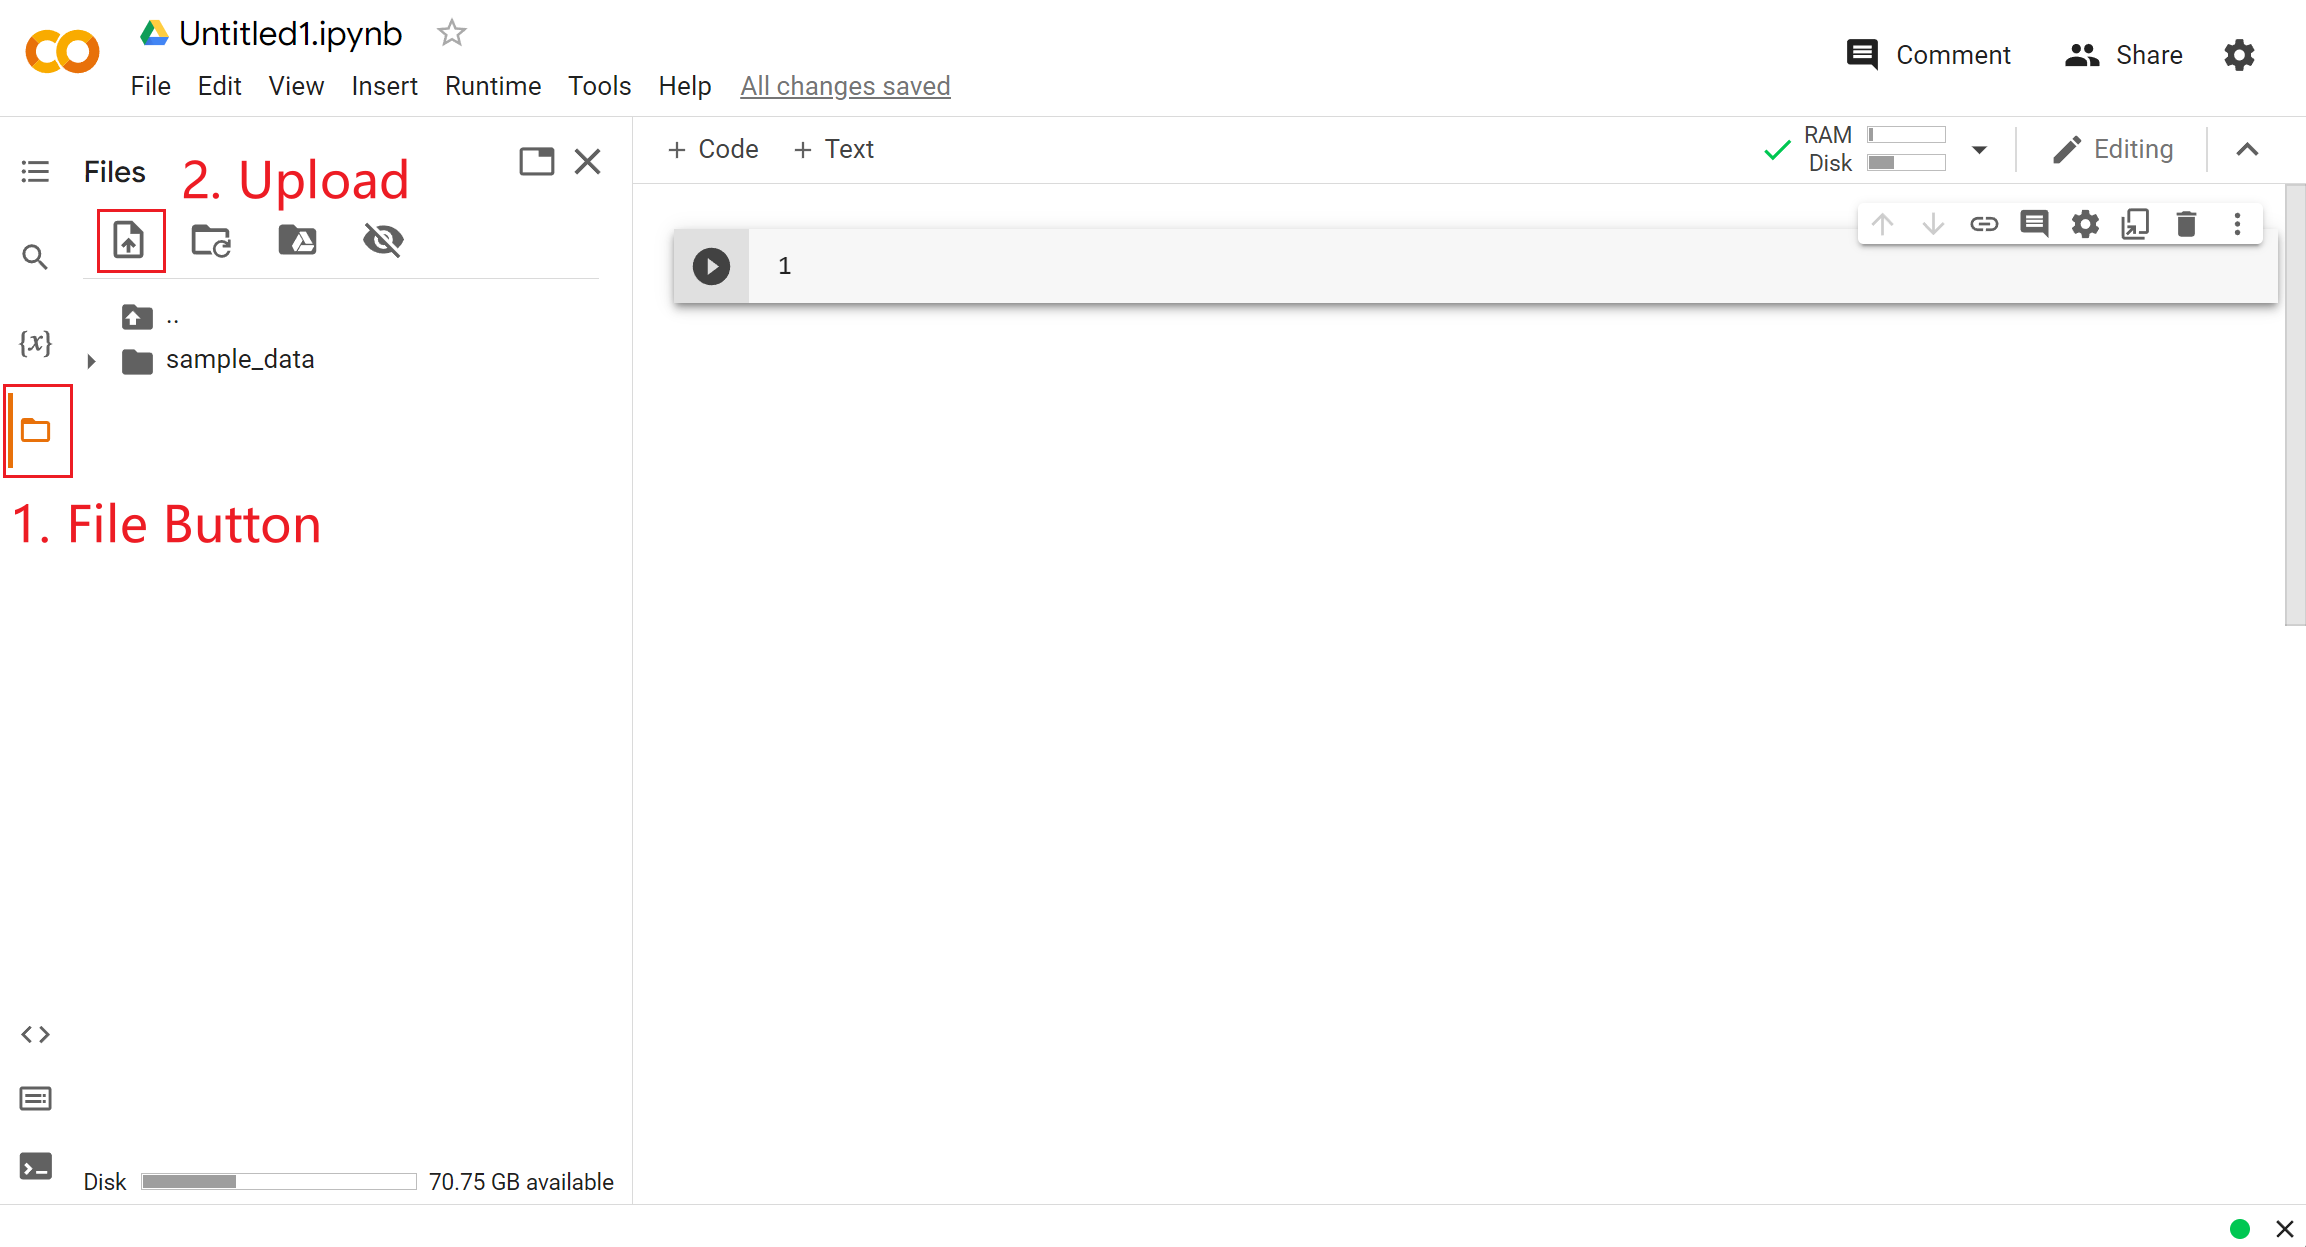 Untitled1.ipynb
File Edit View Insert Runtime Tools Help All changes saved
Comment Share
Files
2. Upload
+ Code + Text
RAM
Disk
Editing
1
..
{x}
sample_data
1. File Button
Disk 70.75 GB available